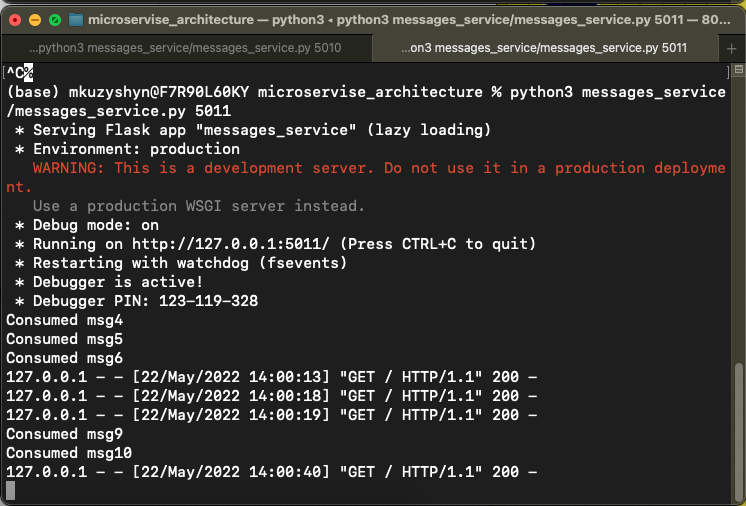 microservise_architecture — python3 ◂ python3 messages_service/messages_service.py 5011 — 80...
...python3 messages_service/messages_service.py 5010
...on3 messages_service/messages_service.py 5011
+
[^C% ]
(base) mkuzyshyn@F7R90L60KY microservise_architecture % python3 messages_service
/messages_service.py 5011
 * Serving Flask app "messages_service" (lazy loading)
 * Environment: production
   WARNING: This is a development server. Do not use it in a production deployme
nt.
   Use a production WSGI server instead.
 * Debug mode: on
 * Running on http://127.0.0.1:5011/ (Press CTRL+C to quit)
 * Restarting with watchdog (fsevents)
 * Debugger is active!
 * Debugger PIN: 123-119-328
Consumed msg4
Consumed msg5
Consumed msg6
127.0.0.1 - - [22/May/2022 14:00:13] "GET / HTTP/1.1" 200 -
127.0.0.1 - - [22/May/2022 14:00:18] "GET / HTTP/1.1" 200 -
127.0.0.1 - - [22/May/2022 14:00:19] "GET / HTTP/1.1" 200 -
Consumed msg9
Consumed msg10
127.0.0.1 - - [22/May/2022 14:00:40] "GET / HTTP/1.1" 200 -